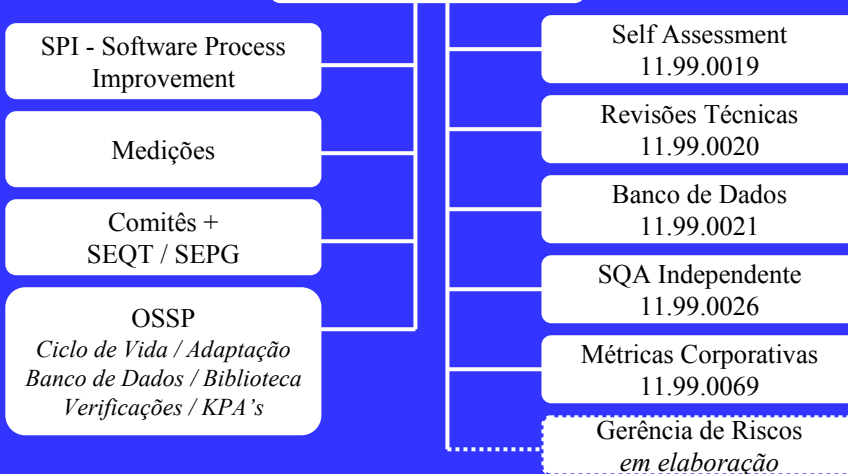 SPI - Software Process
Improvement
Medições
Comitês +
SEQT / SEPG
OSSP
Ciclo de Vida / Adaptação
Banco de Dados / Biblioteca
Verificações / KPA’s
Self Assessment
11.99.0019
Revisões Técnicas
11.99.0020
Banco de Dados
11.99.0021
SQA Independente
11.99.0026
Métricas Corporativas
11.99.0069
Gerência de Riscos
em elaboração